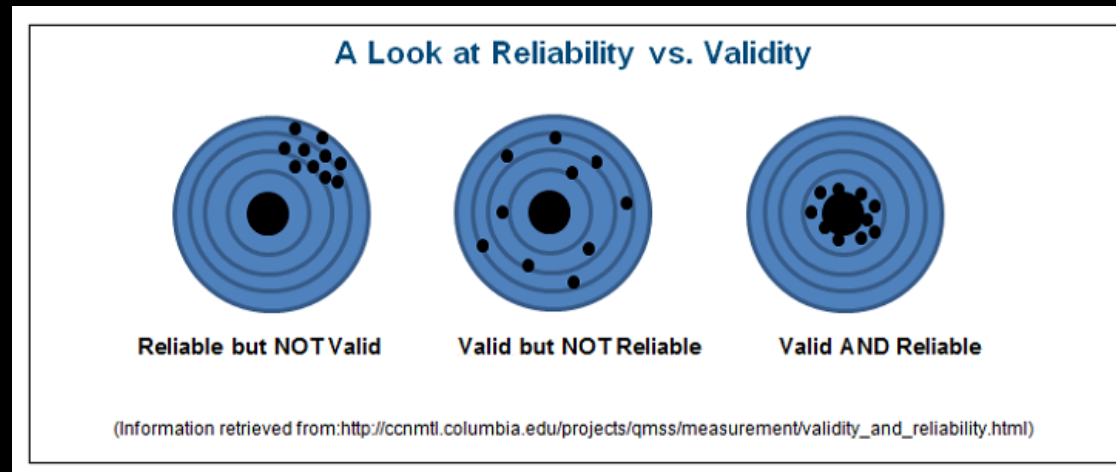 A Look at Reliability vs. Validity
Reliable but NOT Valid
Valid but NOT Reliable
Valid AND Reliable
(Information retrieved from:http://ccnmtl.columbia.edu/projects/qmss/measurement/validity_and_reliability.html)